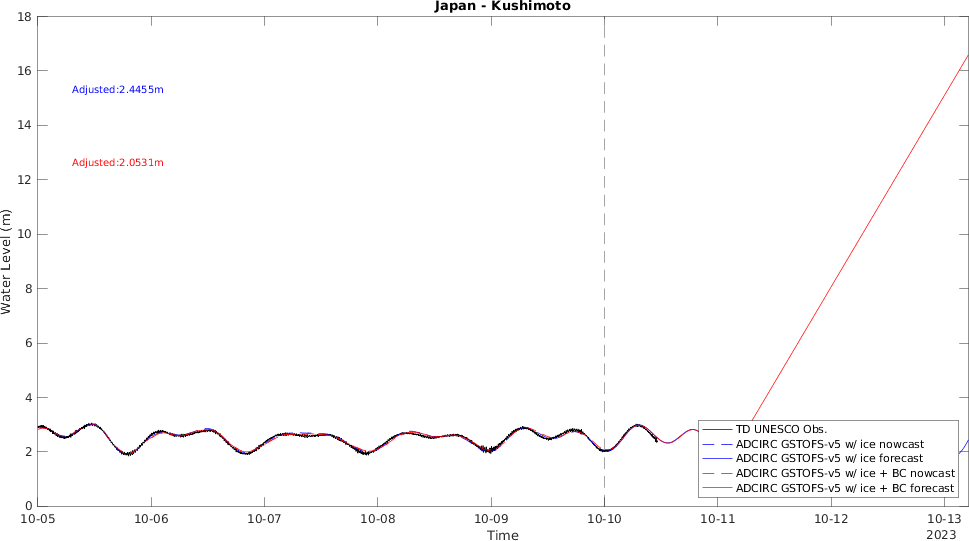 Japan - Kushimoto
18
16
14
12
10
8
6
4
2
0
Water Level (m)
Adjusted:2.4455m
Adjusted:2.0531m
TD UNESCO Obs.
ADCIRC GSTOFS-v5 w/ ice nowcast
ADCIRC GSTOFS-v5 w/ ice forecast
ADCIRC GSTOFS-v5 w/ ice + BC nowcast
ADCIRC GSTOFS-v5 w/ ice + BC forecast
10-05 10-06 10-07 10-08 10-09 10-10 10-11 10-12 10-13
2023
Time